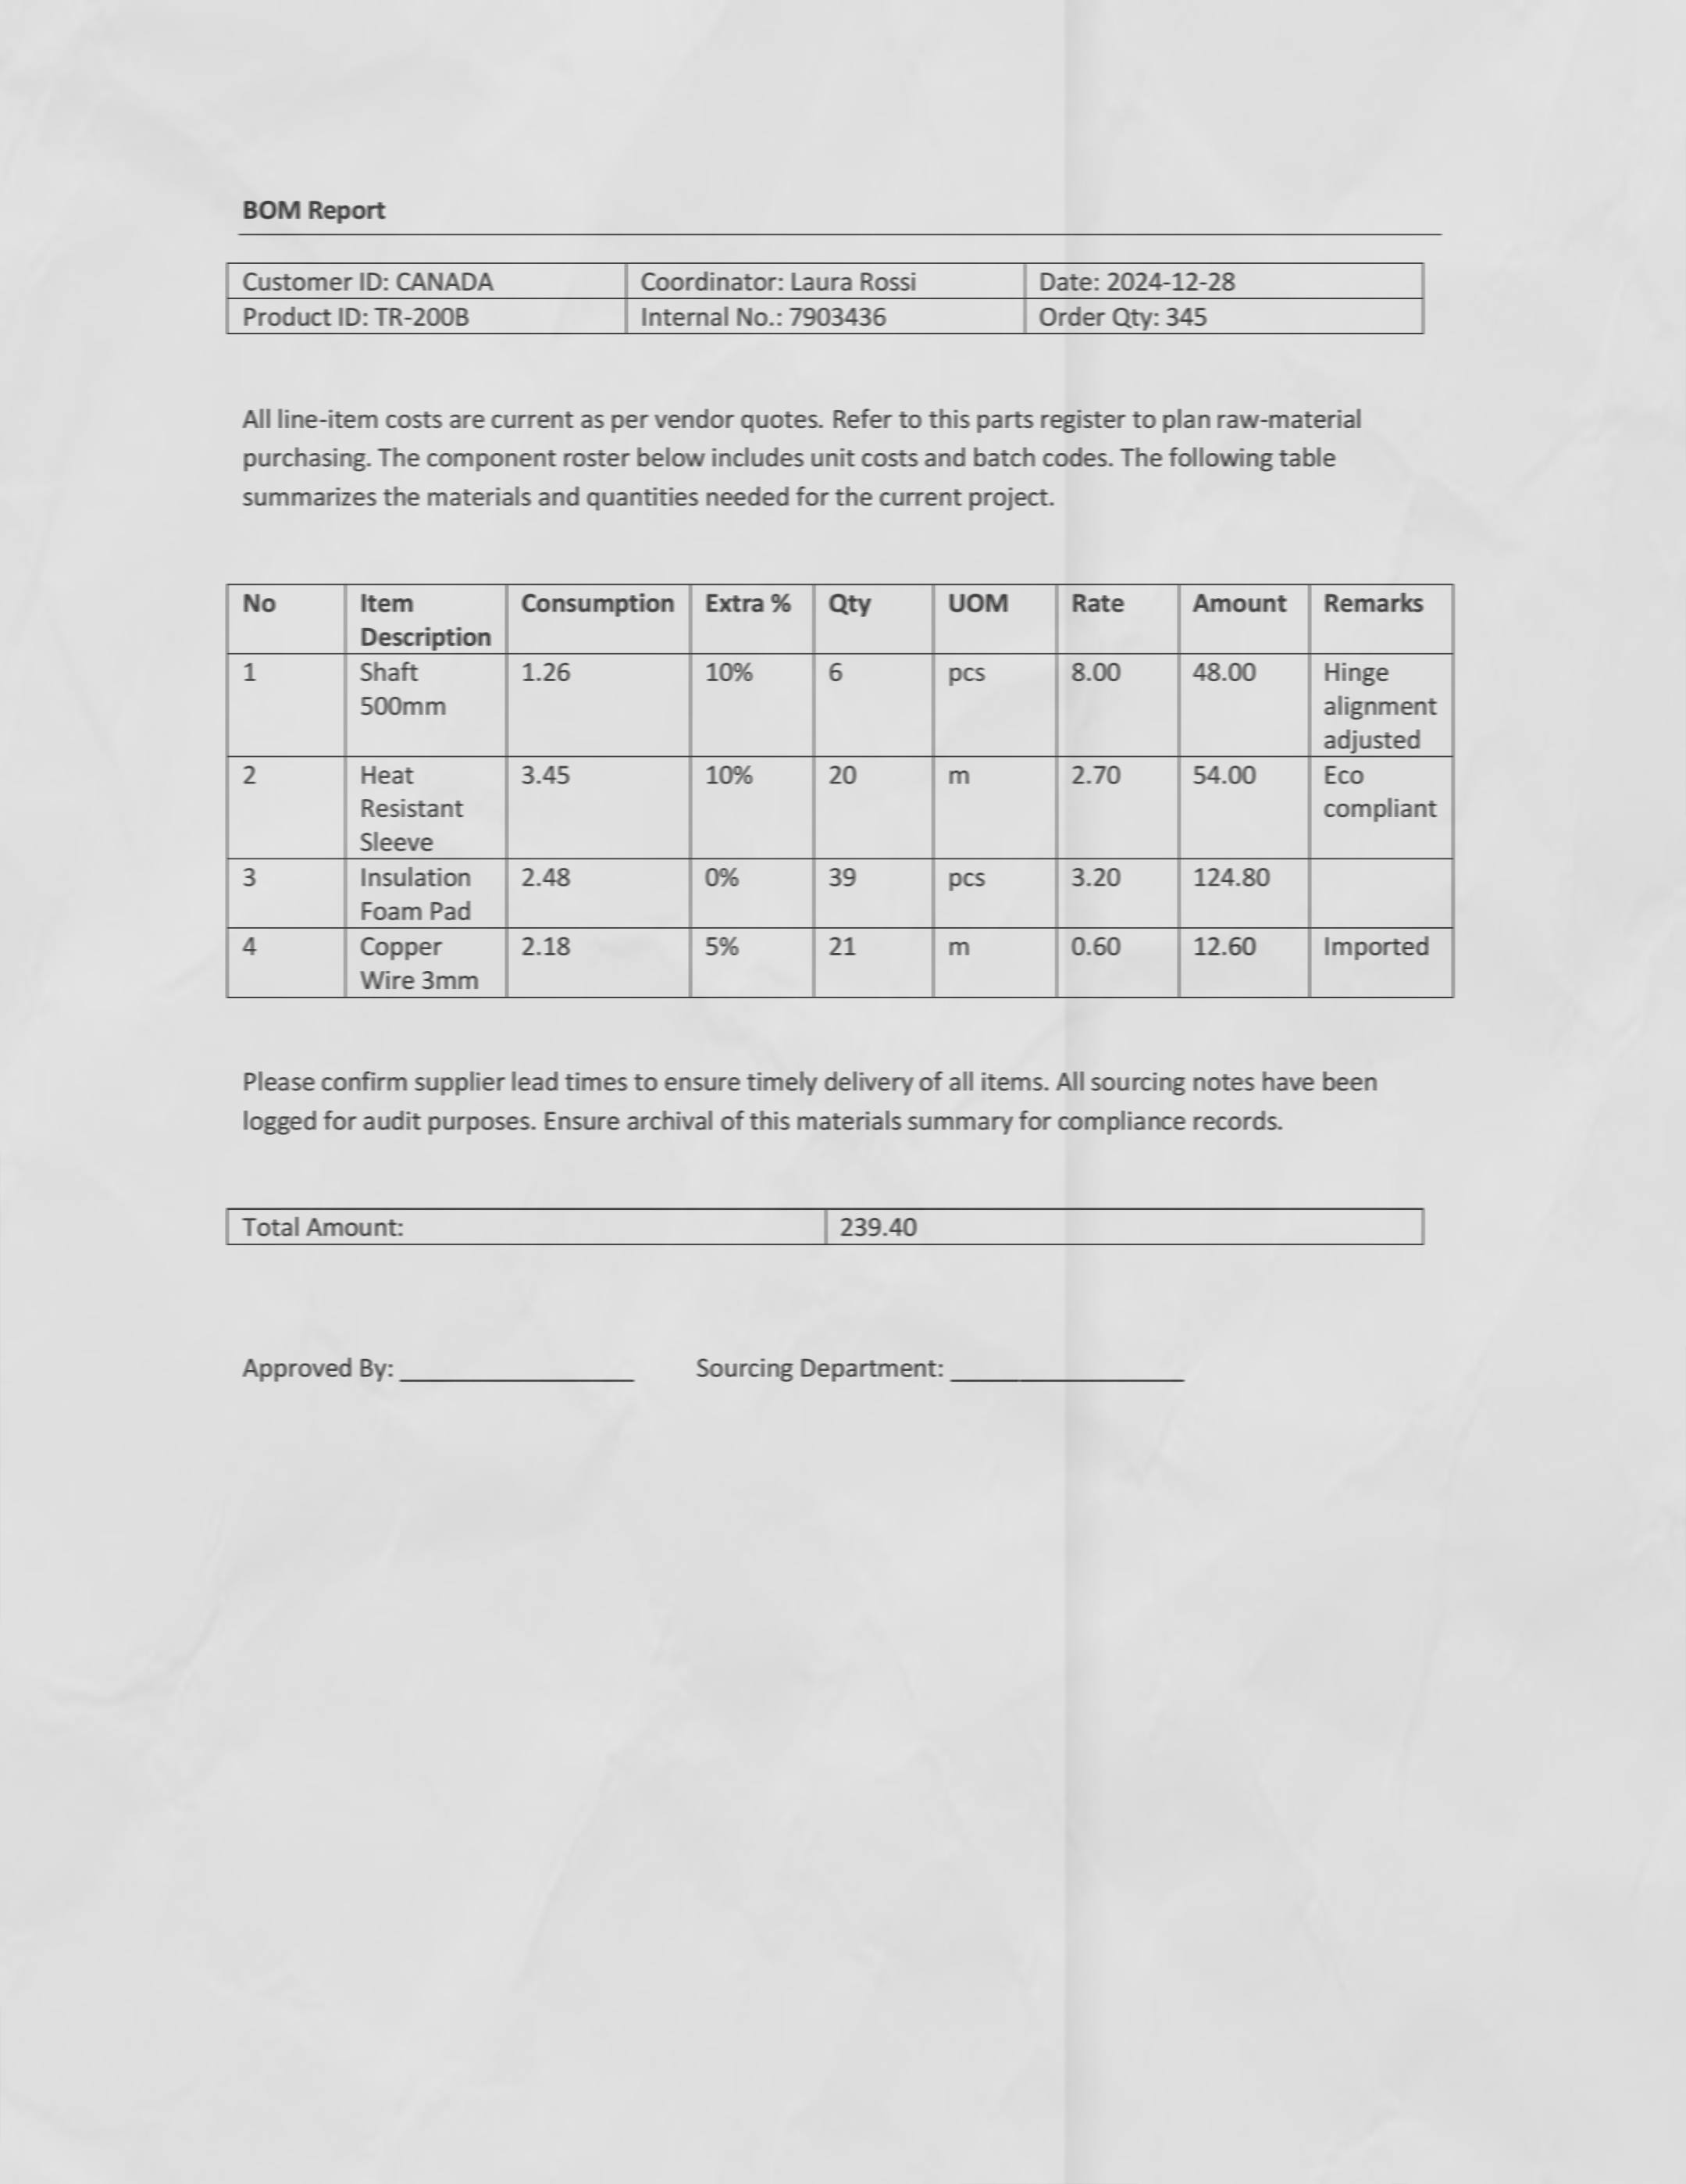 BOM Report
Customer ID: CANADA Coordinator: Laura Rossi Date: 2024-12-28
Product ID: TR-200B Internal No.: 7903436 Order Qty: 345
All line-item costs are current as per vendor quotes. Refer to this parts register to plan raw-material
purchasing. The component roster below includes unit costs and batch codes. The following table
summarizes the materials and quantities needed for the current project.
No Item Consumption Extra % Qty UOM Rate Amount Remarks
Description
1 Shaft 1.26 10% 6 pcs 8.00 48.00 Hinge
500mm alignment
adjusted
2 Heat 3.45 10% 20 m 2.70 54.00 Eco
Resistant compliant
Sleeve
3 Insulation 2.48 0% 39 pcs 3.20 124.80
Foam Pad
4 Copper 2.18 5% 21 m 0.60 12.60 Imported
Wire 3mm
Please confirm supplier lead times to ensure timely delivery of all items. All sourcing notes have been
logged for audit purposes. Ensure archival of this materials summary for compliance records.
Total Amount: 239.40
Approved By: __________________ Sourcing Department: __________________